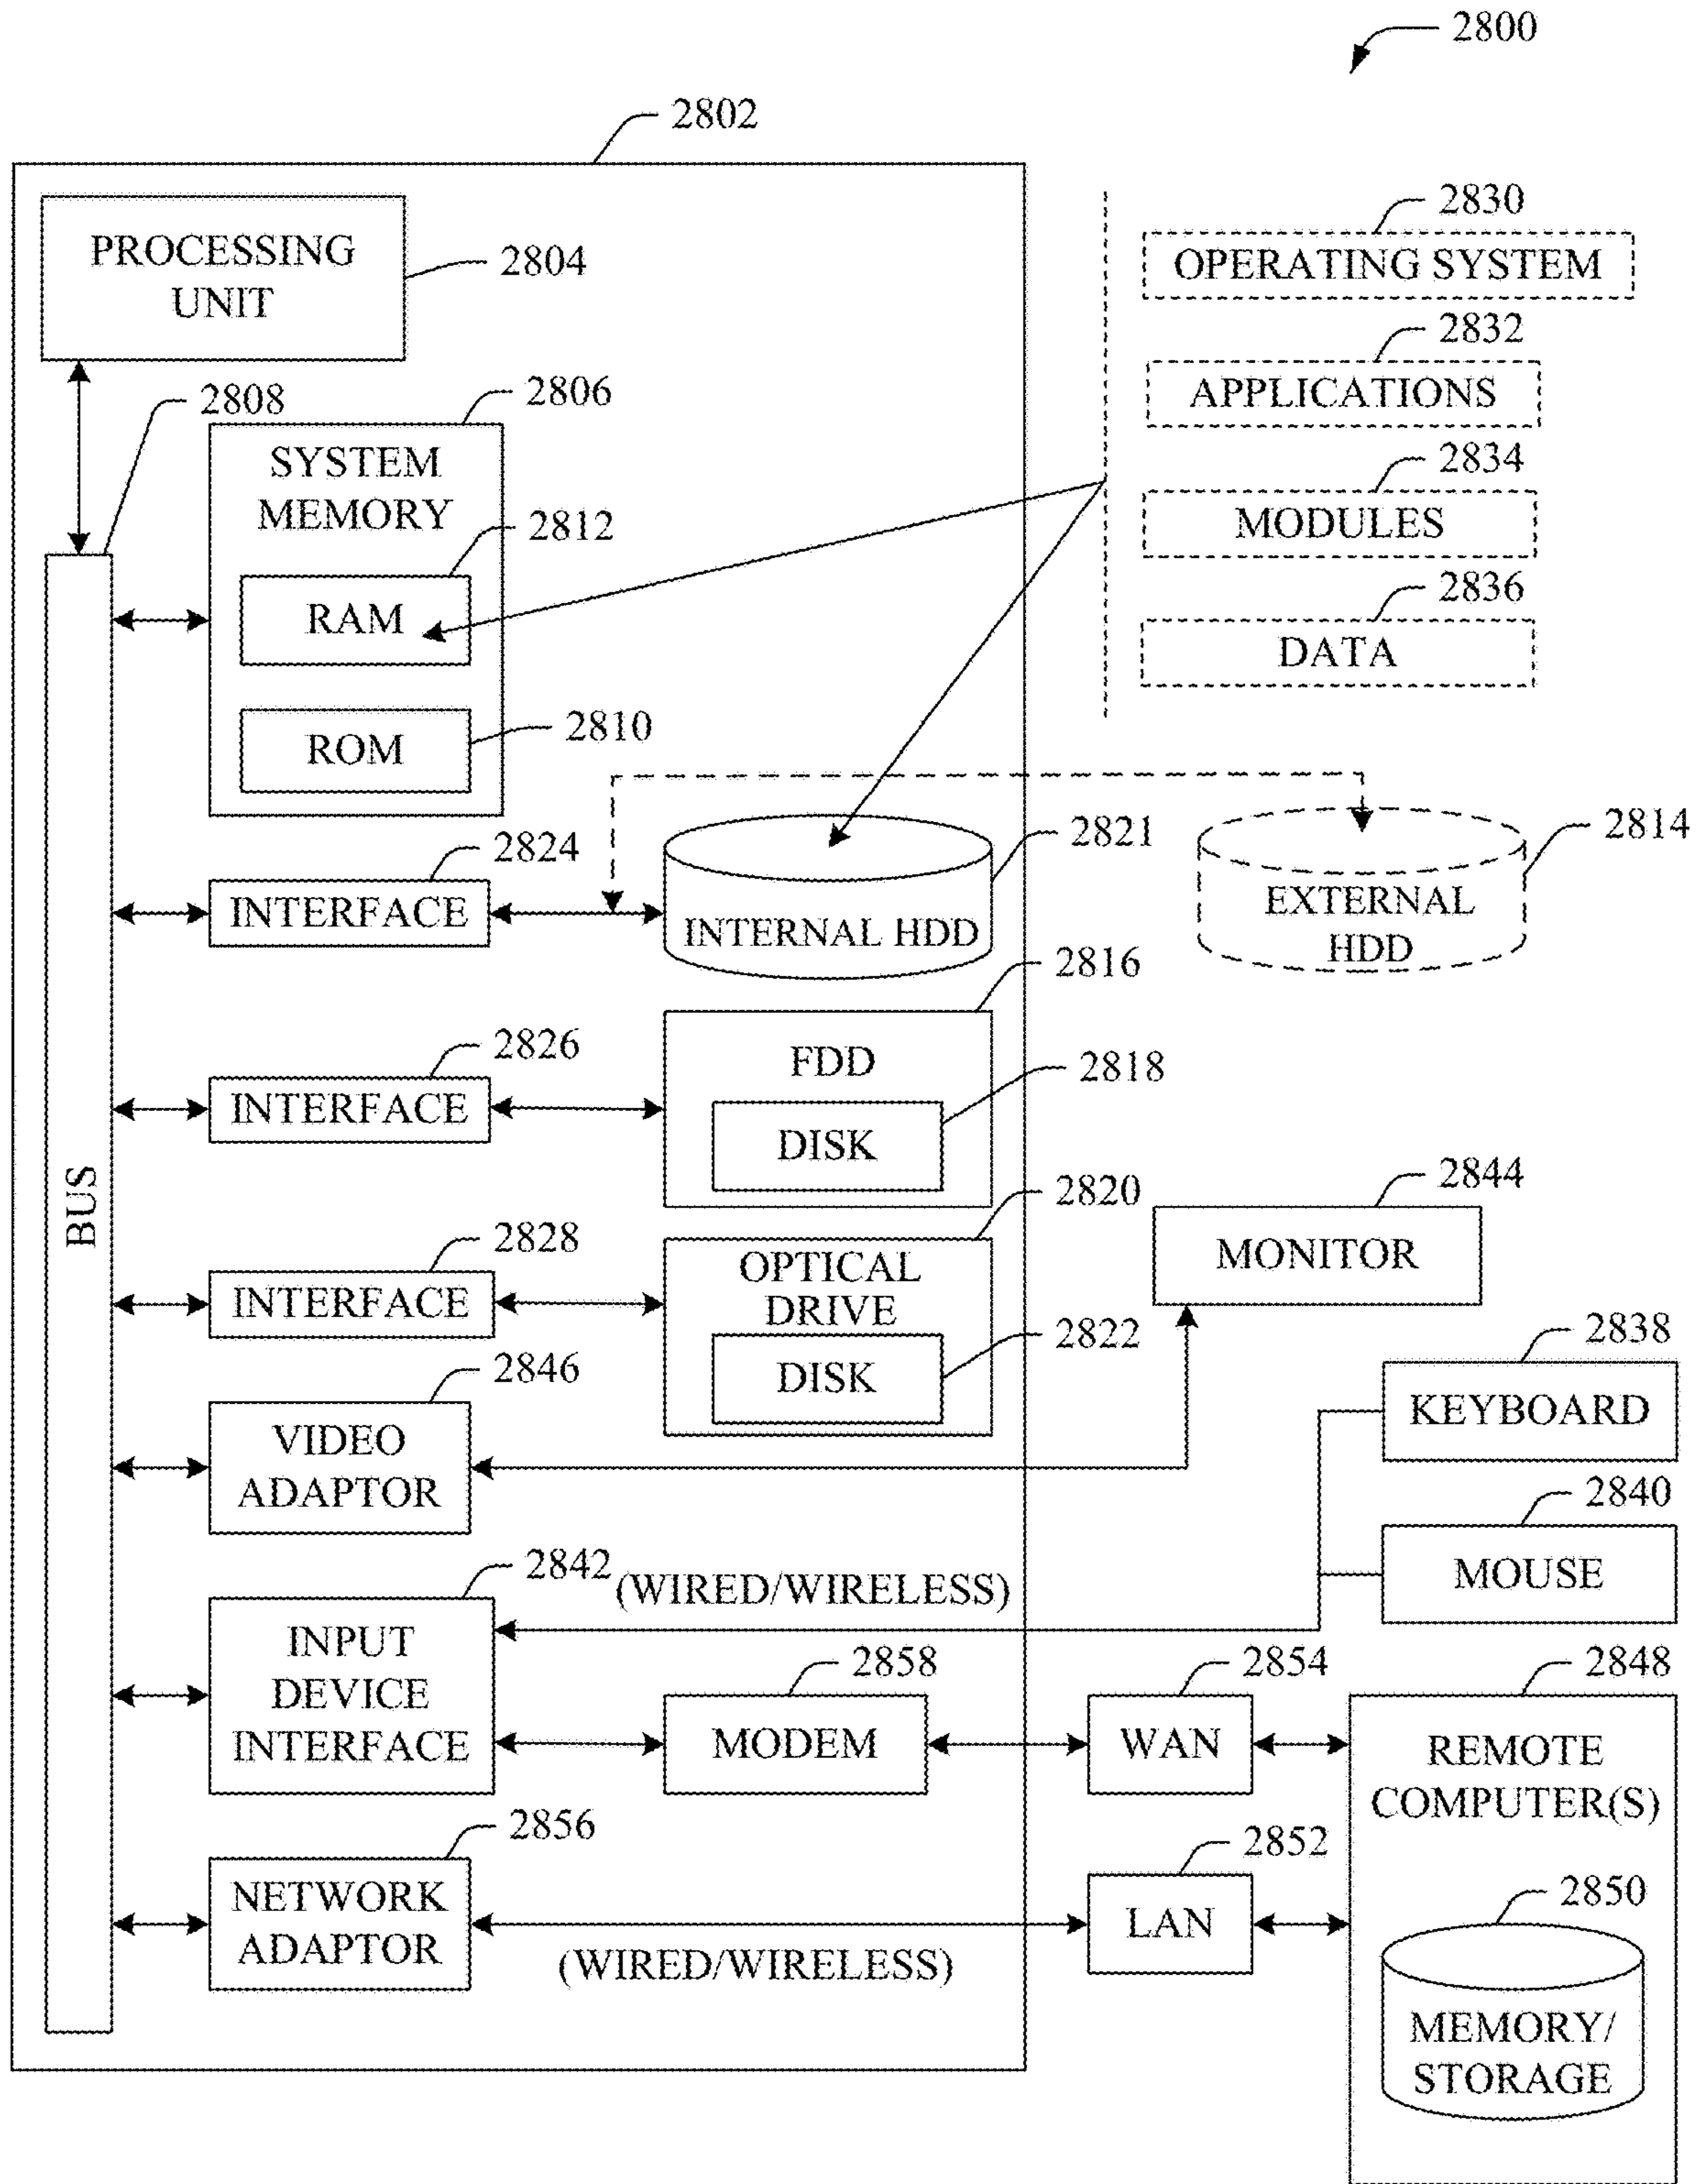 2800
2802
PROCESSING
UNIT
2804
2830
OPERATING SYSTEM
2832
APPLICATIONS
2834
MODULES
2836
DATA
2808
2806
SYSTEM
MEMORY
2812
RAM
2810
ROM
2824
INTERFACE
2821
INTERNAL HDD
2814
EXTERNAL
HDD
2826
INTERFACE
2816
FDD
2818
DISK
BUS
2828
INTERFACE
2820
OPTICAL
DRIVE
2822
DISK
2844
MONITOR
2846
VIDEO
ADAPTOR
2838
KEYBOARD
2840
MOUSE
2842
(WIRED/WIRELESS)
INPUT
DEVICE
INTERFACE
2858
MODEM
2854
WAN
2848
REMOTE
COMPUTER(S)
2856
NETWORK
ADAPTOR
(WIRED/WIRELESS)
2852
LAN
2850
MEMORY/
STORAGE